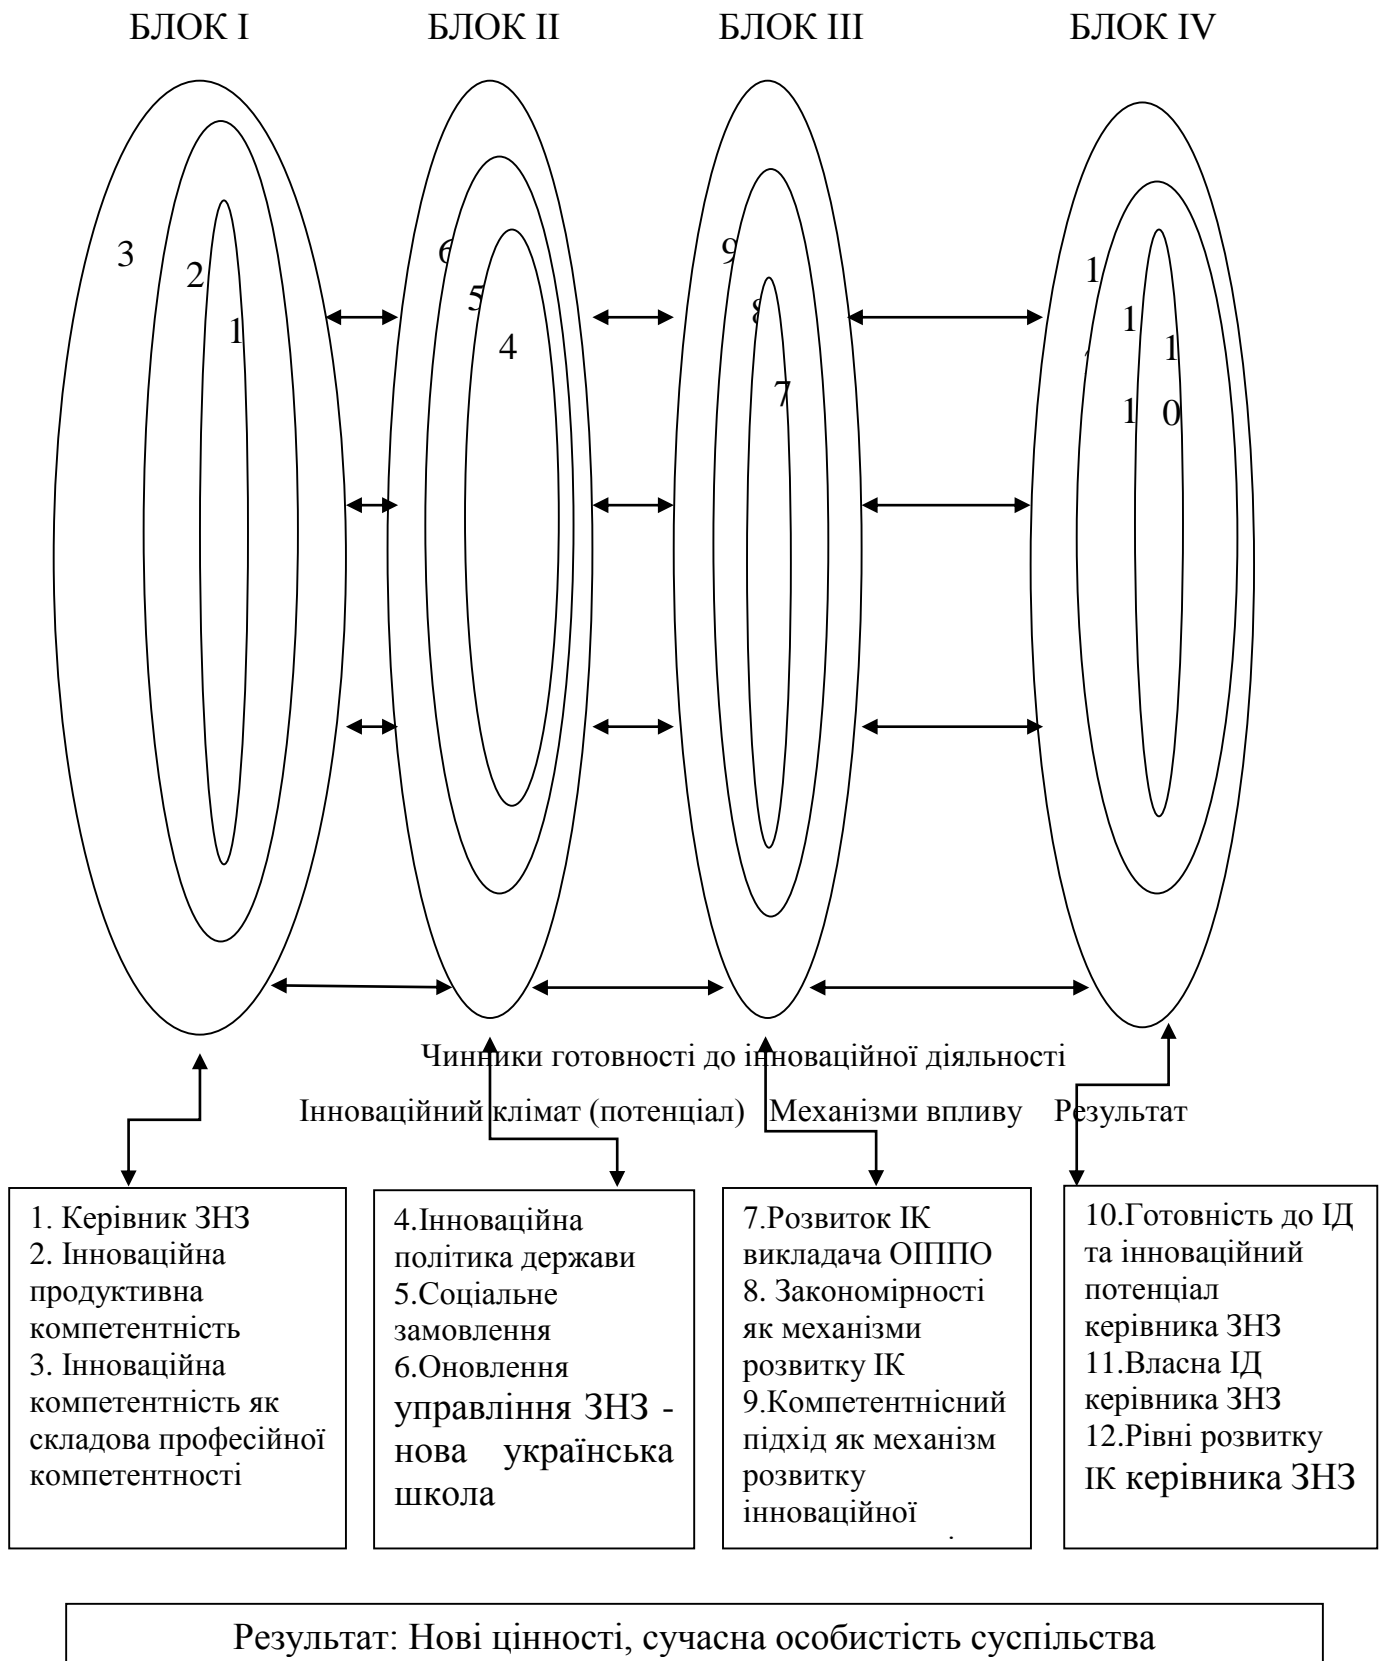 БЛОК І БЛОК ІІ БЛОК ІІІ БЛОК IV
3
2
1
6
5
4
9
8
7
1
1
1
1
0
Чинники готовності до інноваційної діяльності
Інноваційний клімат (потенціал) Механізми впливу Результат
1. Керівник ЗНЗ
2. Інноваційна
продуктивна
компетентність
3. Інноваційна
компетентність як
складова професійної
компетентності
4.Інноваційна
політика держави
5.Соціальне
замовлення
6.Оновлення
управління ЗНЗ -
нова українська
школа
7.Розвиток ІК
викладача ОІППО
8. Закономірності
як механізми
розвитку ІК
9.Компетентнісний
підхід як механізм
розвитку
інноваційної
10.Готовність до ІД
та інноваційний
потенціал
керівника ЗНЗ
11.Власна ІД
керівника ЗНЗ
12.Рівні розвитку
ІК керівника ЗНЗ
Результат: Нові цінності, сучасна особистість суспільства